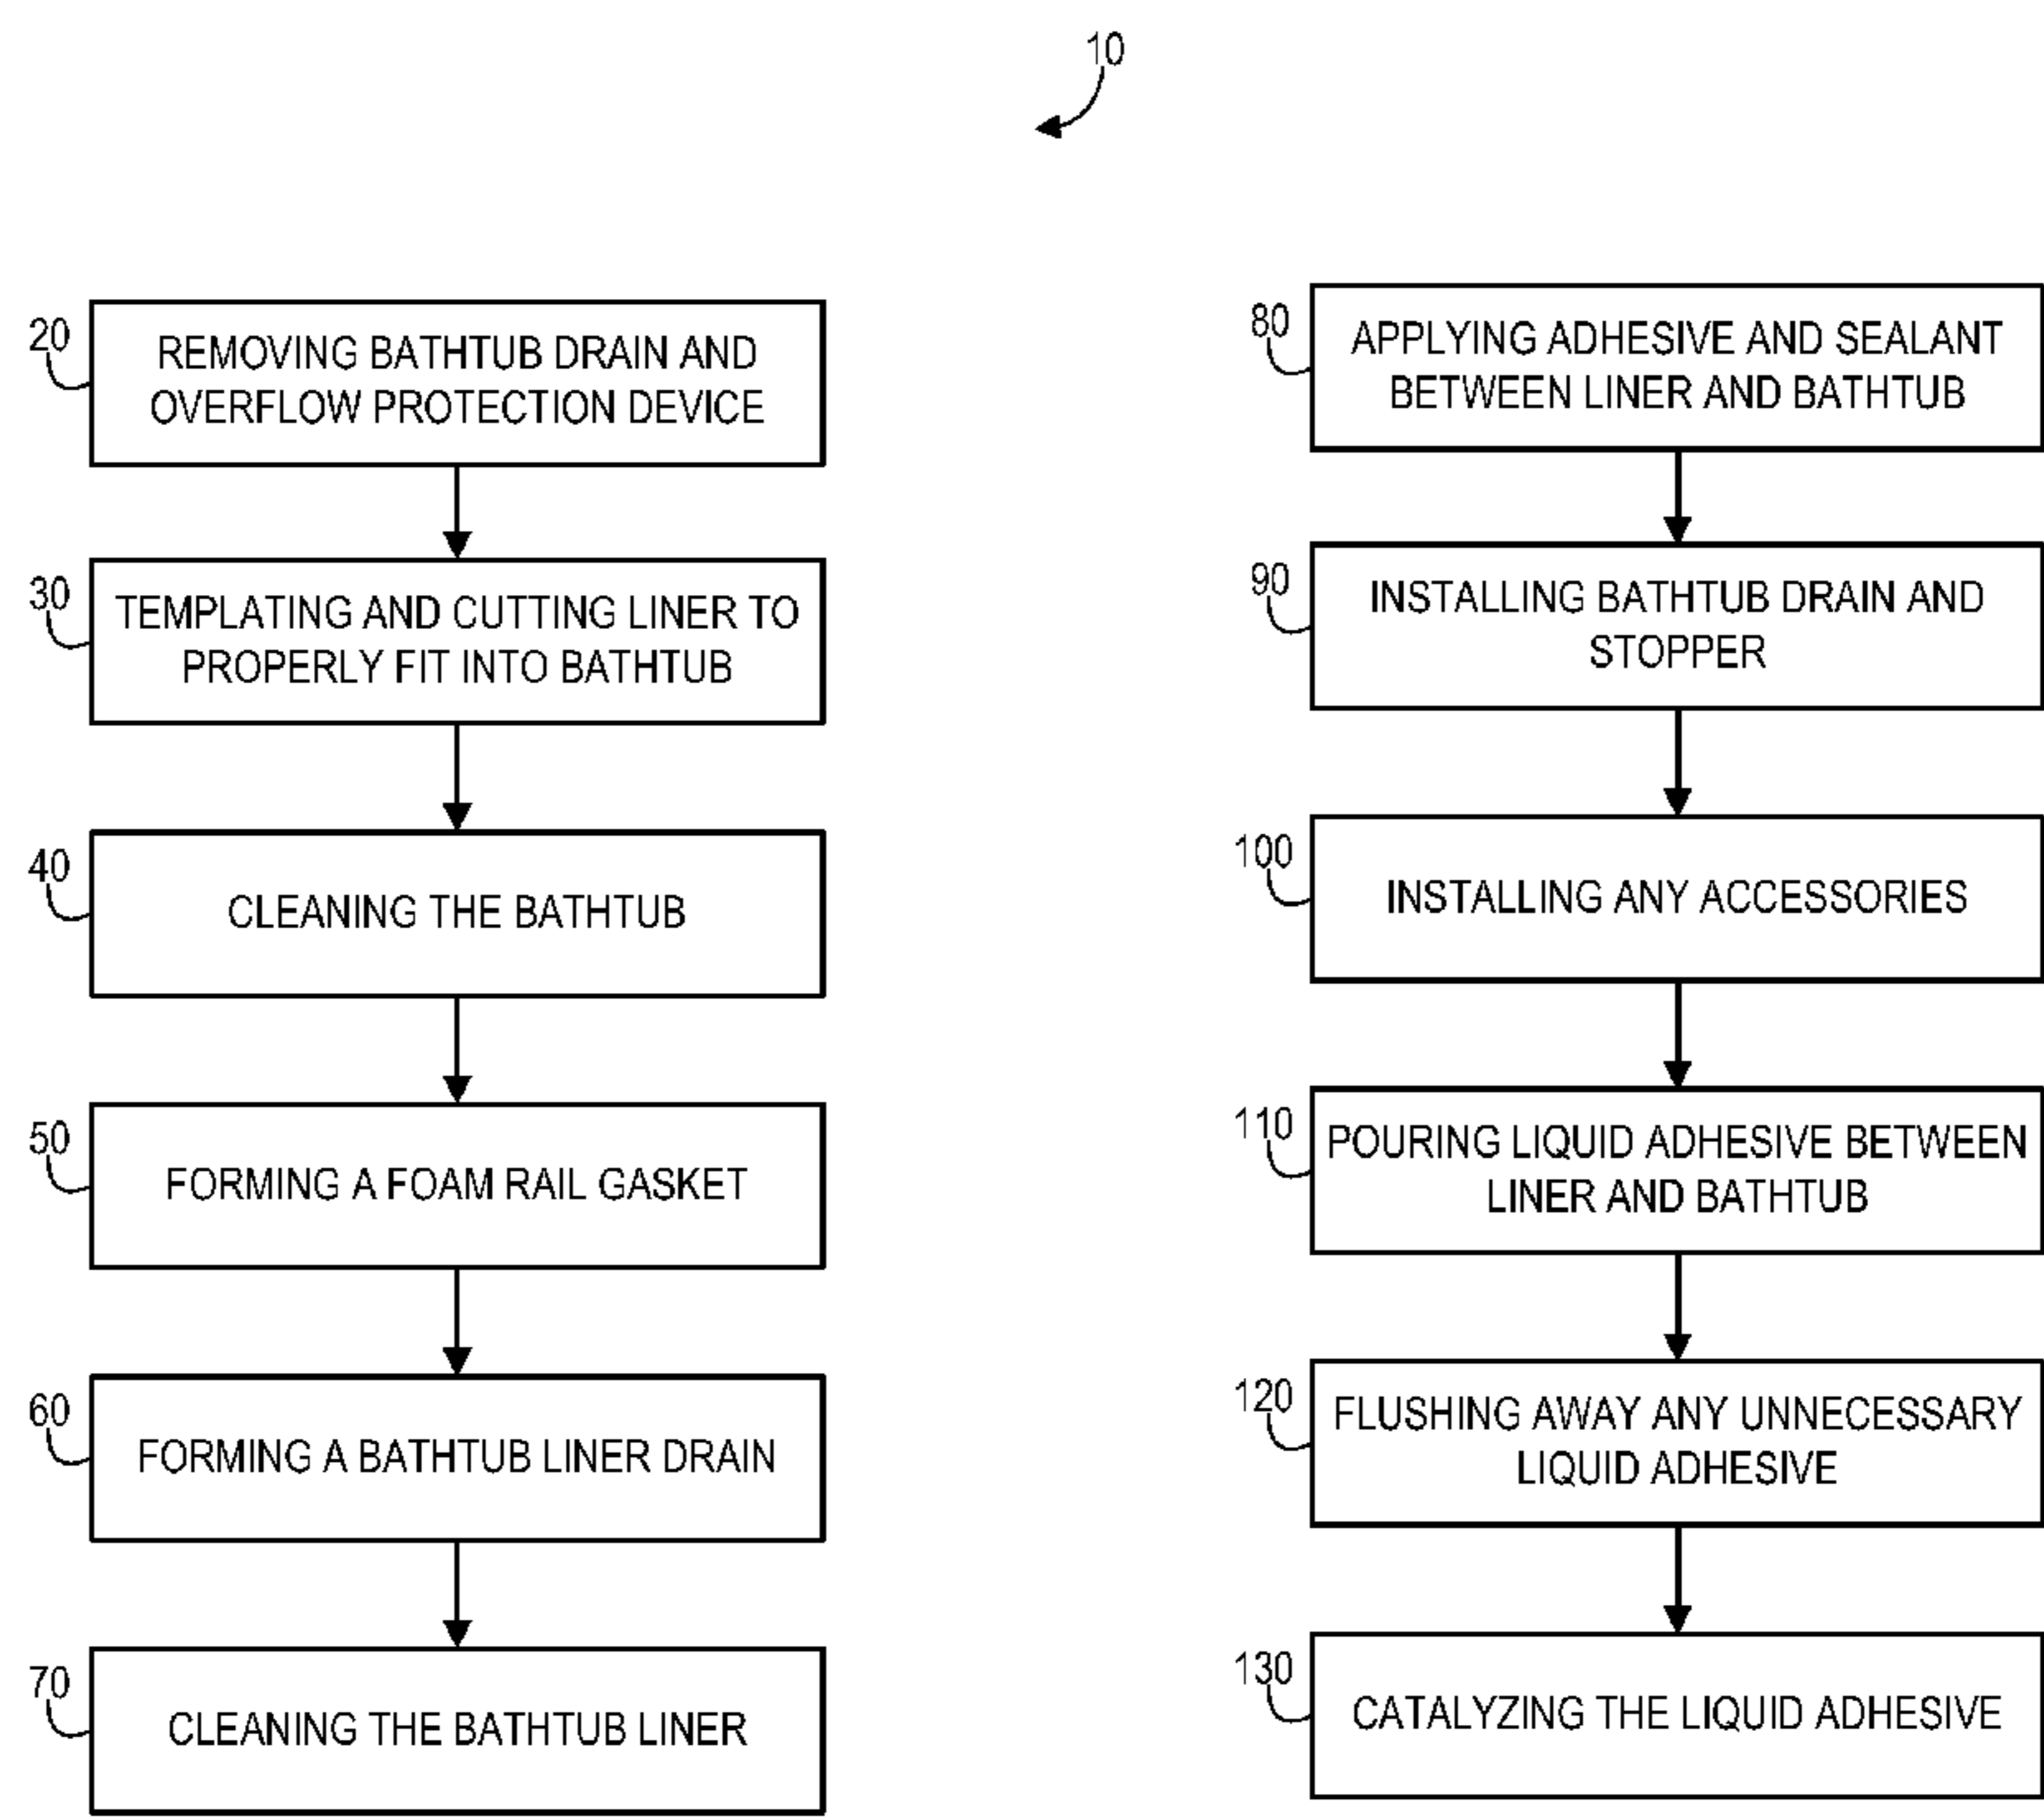 10
20
REMOVING BATHTUB DRAIN AND
OVERFLOW PROTECTION DEVICE
30
TEMPLATING AND CUTTING LINER TO
PROPERLY FIT INTO BATHTUB
40
CLEANING THE BATHTUB
50
FORMING A FOAM RAIL GASKET
60
FORMING A BATHTUB LINER DRAIN
70
CLEANING THE BATHTUB LINER
80
APPLYING ADHESIVE AND SEALANT
BETWEEN LINER AND BATHTUB
90
INSTALLING BATHTUB DRAIN AND
STOPPER
100
INSTALLING ANY ACCESSORIES
110
POURING LIQUID ADHESIVE BETWEEN
LINER AND BATHTUB
120
FLUSHING AWAY ANY UNNECESSARY
LIQUID ADHESIVE
130
CATALYZING THE LIQUID ADHESIVE